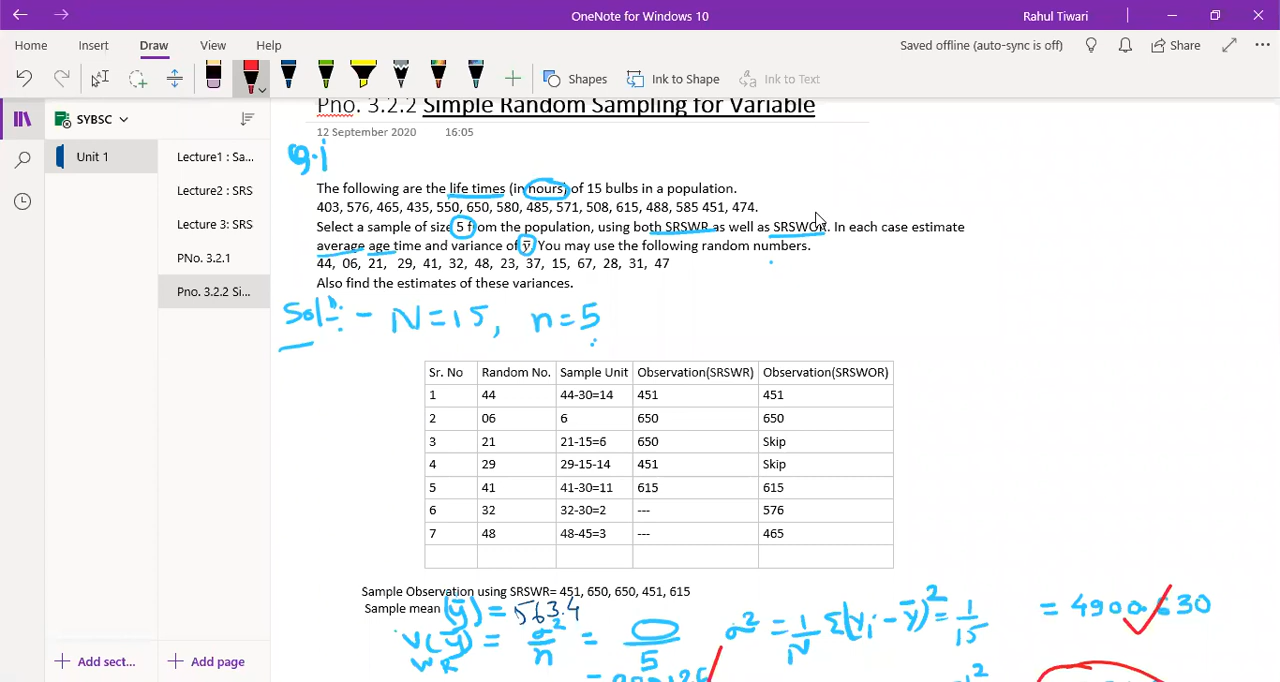 OneNote for Windows 10
Rahul Tiwari
Home Insert Draw View Help
Saved offline (auto-sync is off) Share
Shapes Ink to Shape Ink to Text
SYBSC
Unit 1
Lecture1 : Sa...
Lecture2 : SRS
Lecture 3: SRS
PNo. 3.2.1
Pno. 3.2.2 Si...
Add sect...
Add page
Pno. 3.2.2 Simple Random Sampling for Variable
12 September 2020 16:05
Q.1
The following are the life times (in hours) of 15 bulbs in a population.
403, 576, 465, 435, 550, 650, 580, 485, 571, 508, 615, 488, 585 451, 474.
Select a sample of size 5 from the population, using both SRSWR as well as SRSWOR. In each case estimate
average age time and variance of y̅. You may use the following random numbers.
44, 06, 21, 29, 41, 32, 48, 23, 37, 15, 67, 28, 31, 47
Also find the estimates of these variances.
Solⁿ:- N=15, n=5
Sr. No Random No. Sample Unit Observation(SRSWR) Observation(SRSWOR)
1 44 44-30=14 451 451
2 06 6 650 650
3 21 21-15=6 650 Skip
4 29 29-15-14 451 Skip
5 41 41-30=11 615 615
6 32 32-30=2 --- 576
7 48 48-45=3 --- 465
Sample Observation using SRSWR= 451, 650, 650, 451, 615
Sample mean (y̅) = 563.4
V(y̅)WR = σ²/n = /5 σ² = 1/N Σ(Yi - Y̅)² = 1/15